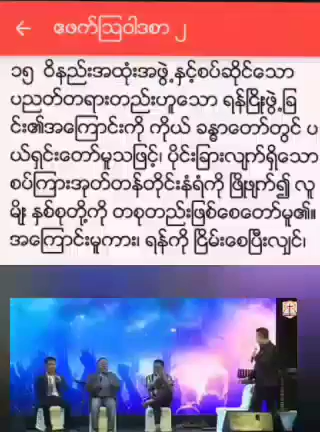 ဧဖက်ဩဝါဒစာ ၂
၁၅ ဝိနည်းအထုံးအဖွဲ့နှင့်စပ်ဆိုင်သော
ပညတ်တရားတည်းဟူသော ရန်ငြိုးဖွဲ့ခြ
င်း၏အကြောင်းကို ကိုယ် ခန္ဓာတော်တွင် ပ
ယ်ရှင်းတော်မူသဖြင့်၊ ပိုင်းခြားလျက်ရှိသော
စပ်ကြားအုတ်တန်တိုင်းနံရံကို ဖြိုဖျက်၍ လူ
မျိုး နှစ်စုတို့ကို တစုတည်းဖြစ်စေတော်မူ၏။
အကြောင်းမူကား၊ ရန်ကို ငြိမ်းစေပြီးလျှင်၊